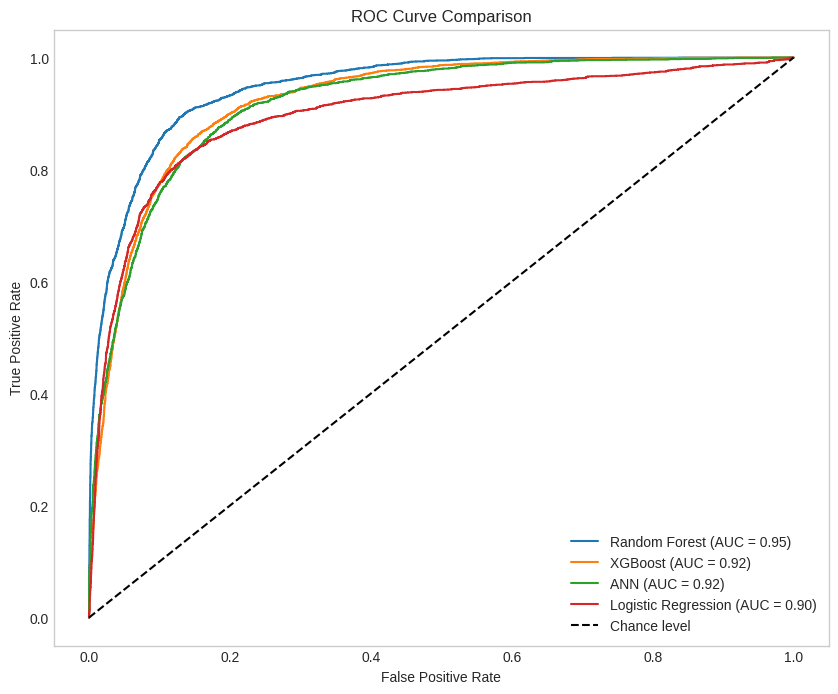 ROC Curve Comparison
True Positive Rate
1.0
0.8
0.6
0.4
0.2
0.0
Random Forest (AUC = 0.95)
XGBoost (AUC = 0.92)
ANN (AUC = 0.92)
Logistic Regression (AUC = 0.90)
Chance level
0.0 0.2 0.4 0.6 0.8 1.0
False Positive Rate